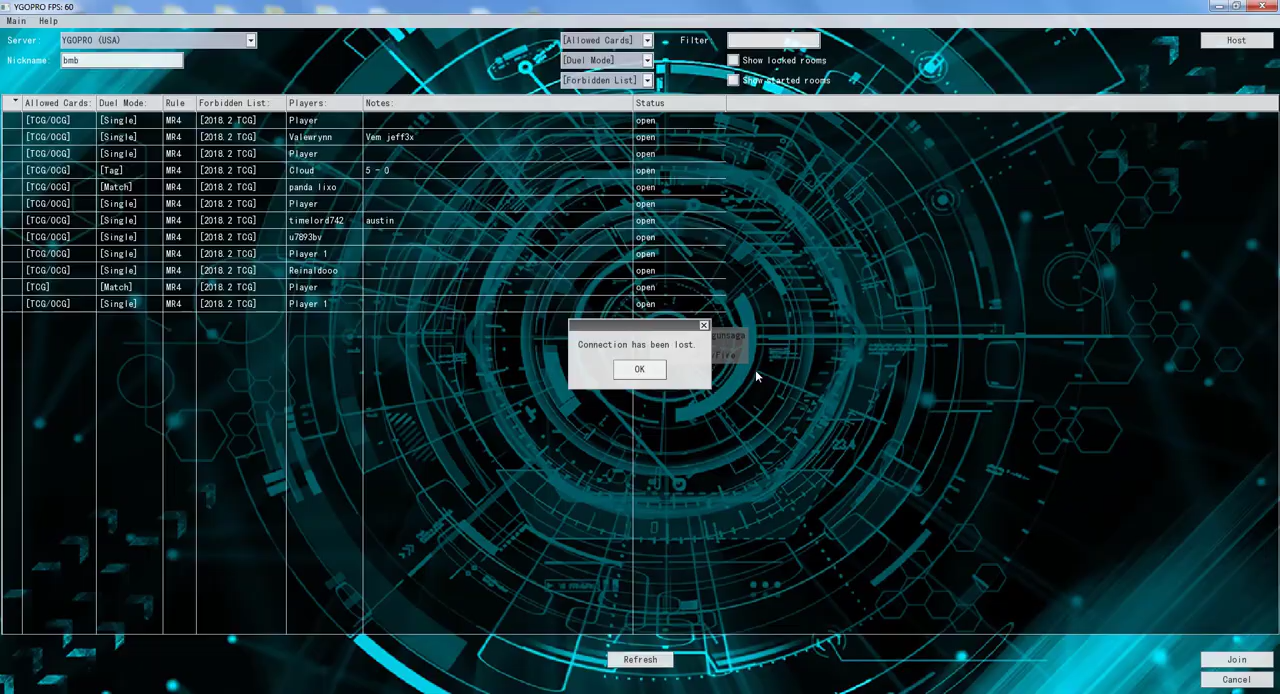 YGOPRO FPS: 60
Main Help
Server: YGOPRO (USA) [Allowed Cards] Filter: Host
Nickname: bmb [Duel Mode] Show locked rooms
[Forbidden List] Show started rooms
Allowed Cards: Duel Mode: Rule Forbidden List: Players: Notes: Status
[TCG/OCG] [Single] MR4 [2018.2 TCG] Player open
[TCG/OCG] [Single] MR4 [2018.2 TCG] Valewrynn Vem jeff3x open
[TCG/OCG] [Single] MR4 [2018.2 TCG] Player open
[TCG/OCG] [Tag] MR4 [2018.2 TCG] Cloud 5 - 0 open
[TCG/OCG] [Match] MR4 [2018.2 TCG] panda lixo open
[TCG/OCG] [Single] MR4 [2018.2 TCG] Player open
[TCG/OCG] [Single] MR4 [2018.2 TCG] timelord742 austin open
[TCG/OCG] [Single] MR4 [2018.2 TCG] u7893bv open
[TCG/OCG] [Single] MR4 [2018.2 TCG] Player 1 open
[TCG/OCG] [Single] MR4 [2018.2 TCG] Reinaldooo open
[TCG] [Match] MR4 [2018.2 TCG] Player open
[TCG/OCG] [Single] MR4 [2018.2 TCG] Player 1 open
gunsaga
Connection has been lost.
Fire
OK
23.4
Refresh Join
Cancel